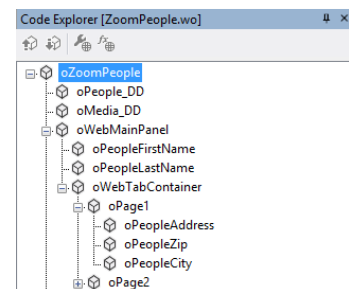 Code Explorer [ZoomPeople.wo]
oZoomPeople
oPeople_DD
oMedia_DD
oWebMainPanel
oPeopleFirstName
oPeopleLastName
oWebTabContainer
oPage1
oPeopleAddress
oPeopleZip
oPeopleCity
oPage2